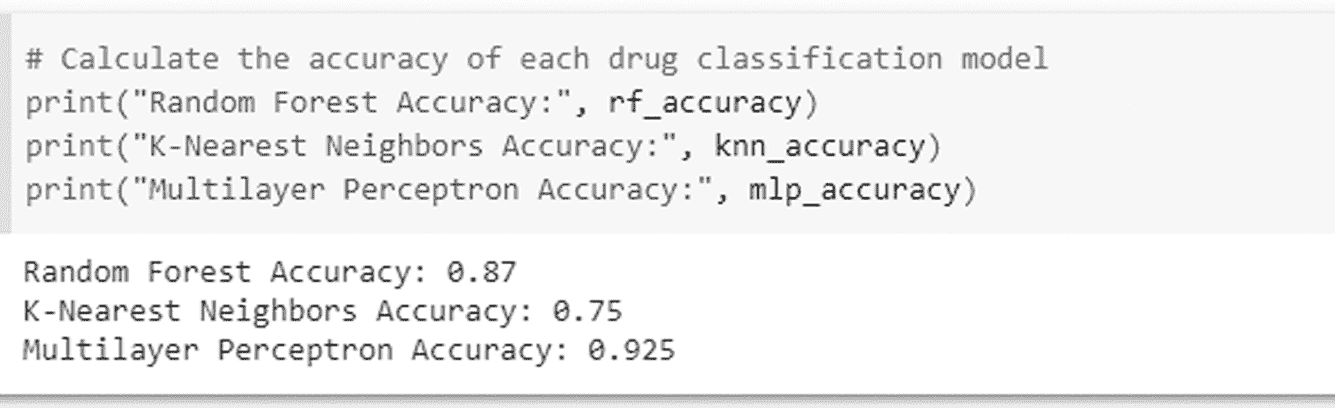 # Calculate the accuracy of each drug classification model
print("Random Forest Accuracy:", rf_accuracy)
print("K-Nearest Neighbors Accuracy:", knn_accuracy)
print("Multilayer Perceptron Accuracy:", mlp_accuracy)
Random Forest Accuracy: 0.87
K-Nearest Neighbors Accuracy: 0.75
Multilayer Perceptron Accuracy: 0.925